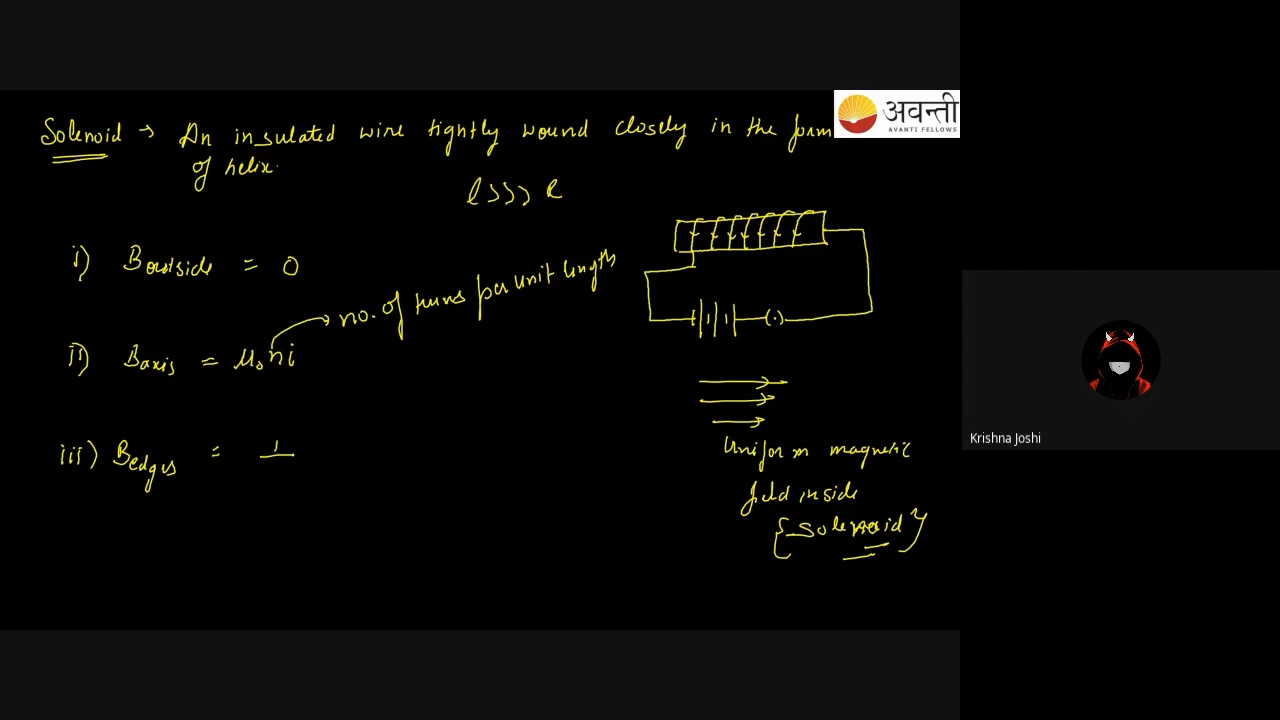 Solenoid → An insulated wire tightly wound closely in the form
of helix.
अवन्ती
AVANTI FELLOWS
l >>> R
i) Boutside = 0
no. of turns per unit length
ii) Baxis = μ₀ni
iii) Bedges = 1
Uniform magnetic
field inside
{Solenoid}
Krishna Joshi